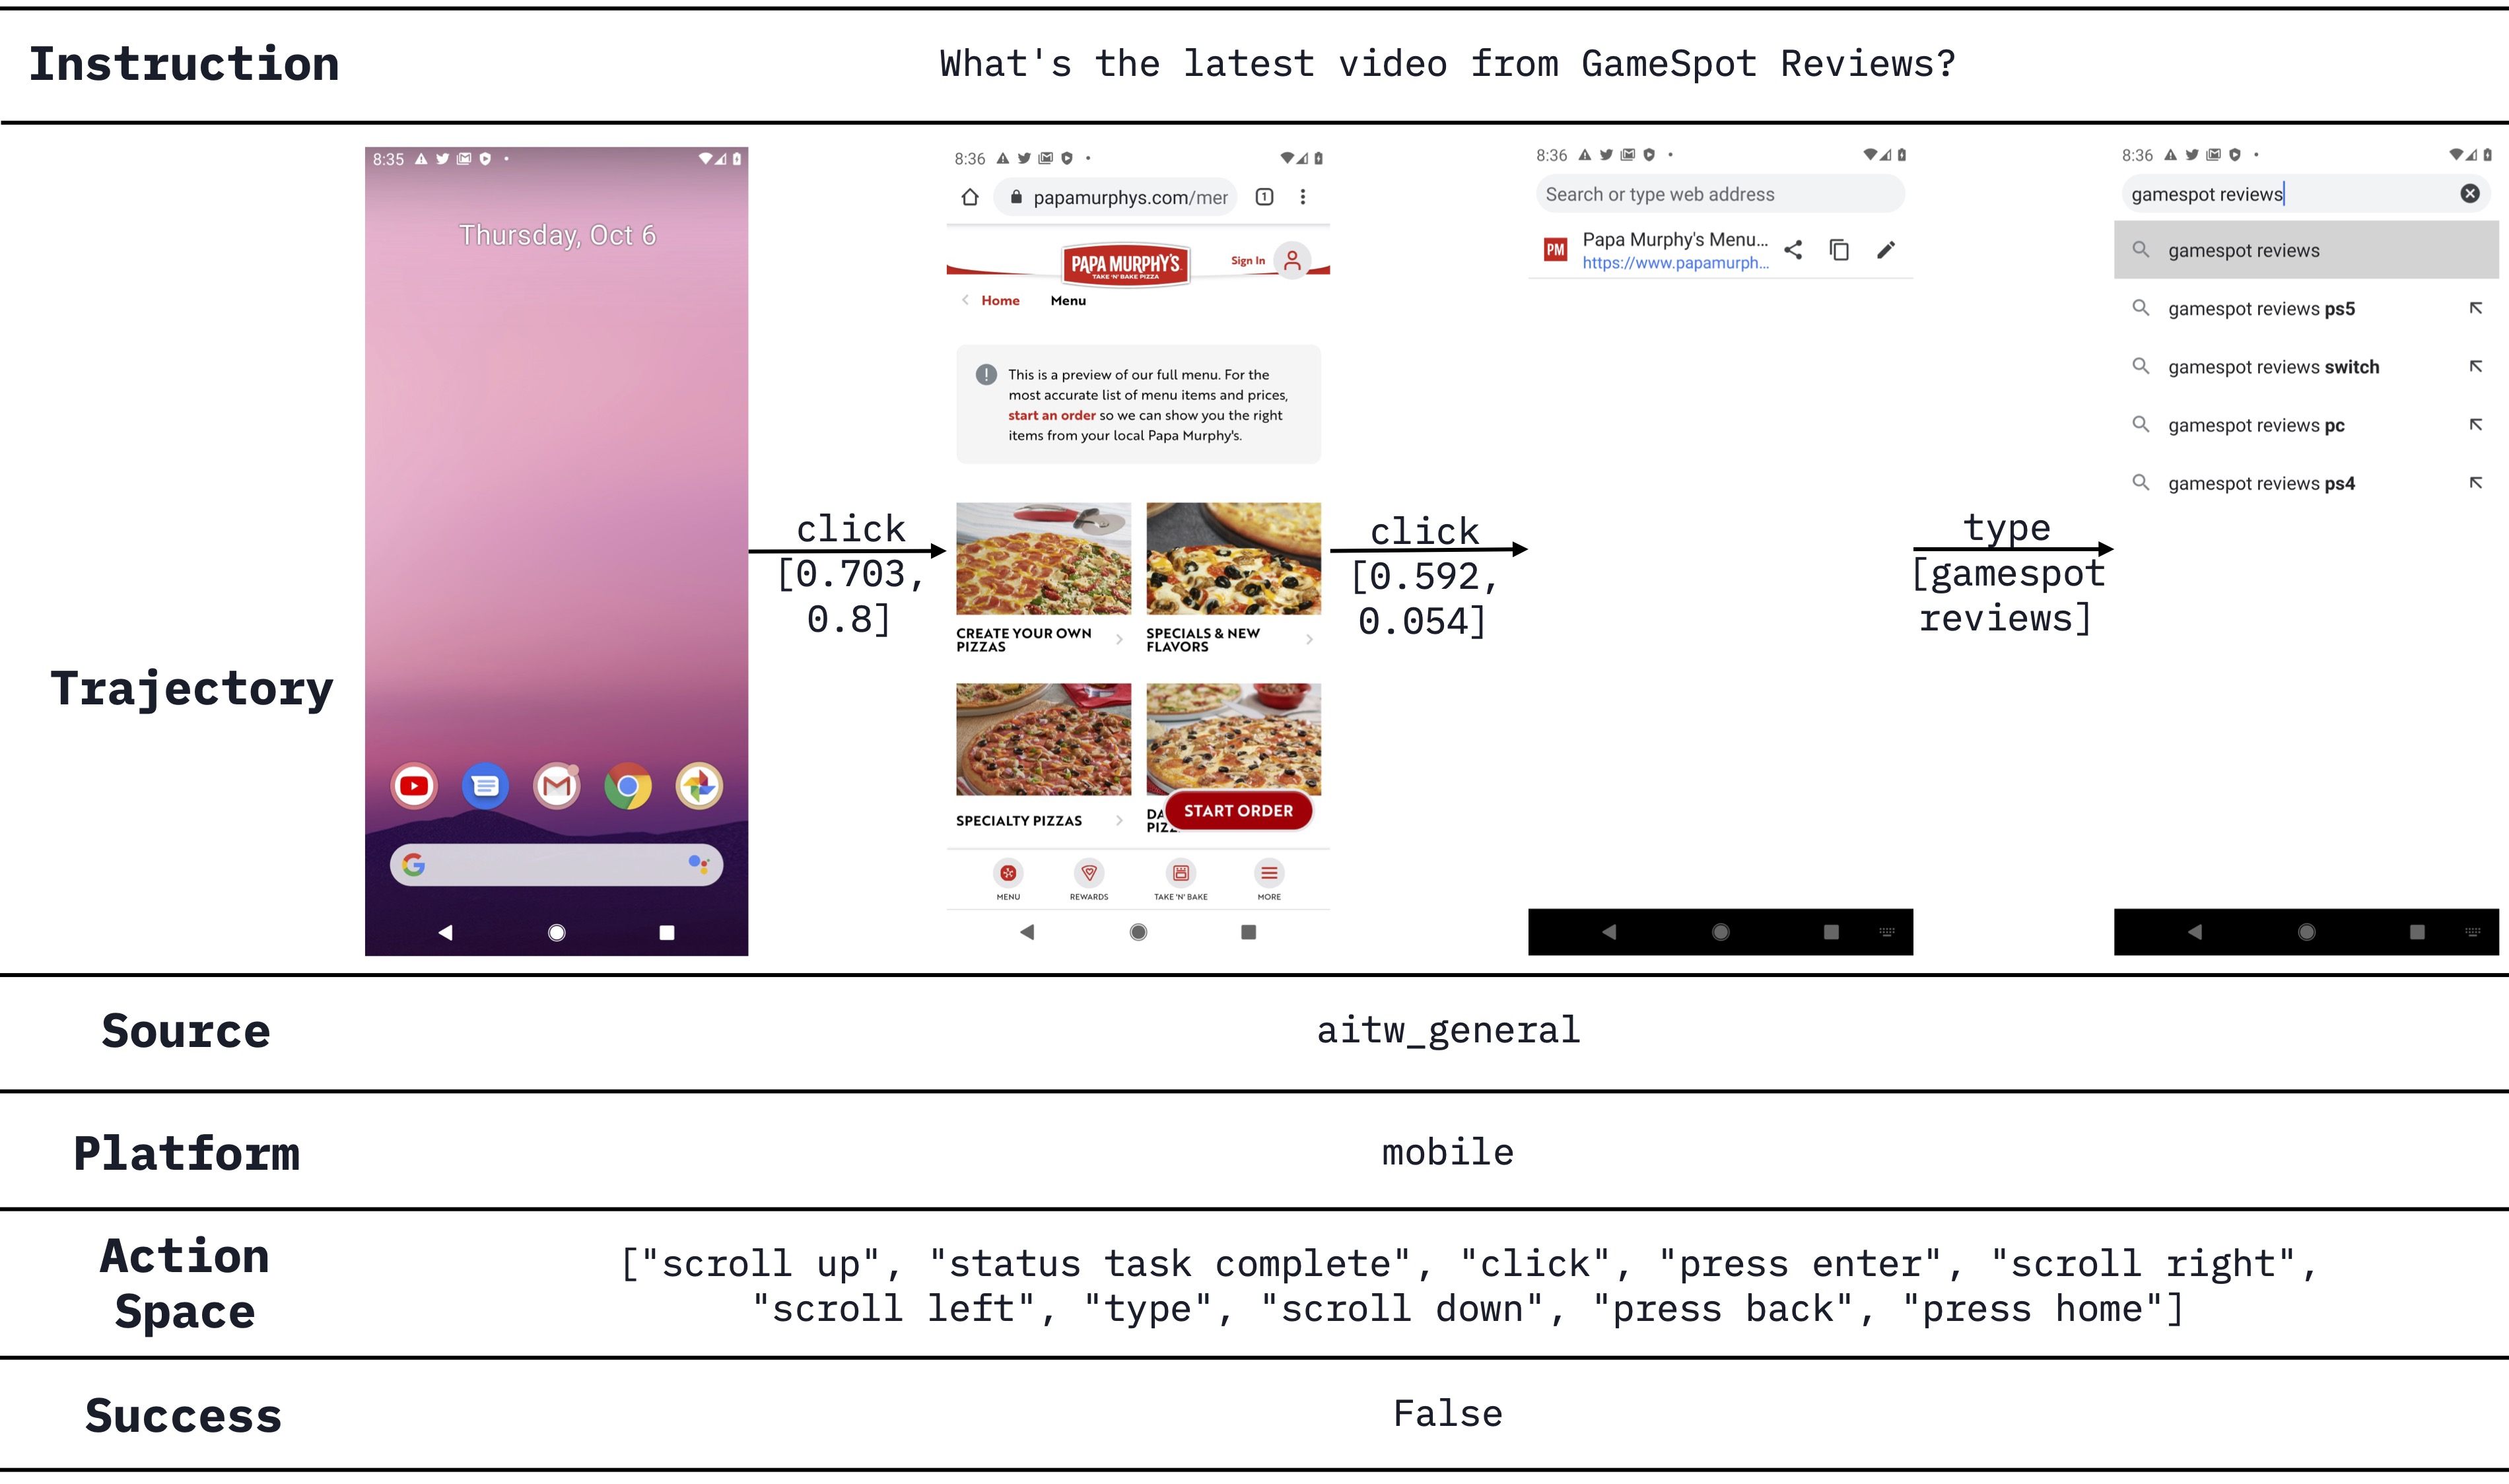 Instruction
What's the latest video from GameSpot Reviews?
Trajectory
8:35
Thursday, Oct 6
click
[0.703,
0.8]
8:36
papamurphys.com/mer
1
PAPA MURPHY'S
TAKE 'N' BAKE PIZZA
Sign In
Home Menu
This is a preview of our full menu. For the
most accurate list of menu items and prices,
start an order so we can show you the right
items from your local Papa Murphy's.
CREATE YOUR OWN
PIZZAS
SPECIALS & NEW
FLAVORS
SPECIALTY PIZZAS
DA
PIZZ
START ORDER
MENU REWARDS TAKE 'N' BAKE MORE
click
[0.592,
0.054]
8:36
Search or type web address
PM
Papa Murphy's Menu...
https://www.papamurph...
type
[gamespot
reviews]
8:36
gamespot reviews
gamespot reviews
gamespot reviews ps5
gamespot reviews switch
gamespot reviews pc
gamespot reviews ps4
Source
aitw_general
Platform
mobile
Action
Space
["scroll up", "status task complete", "click", "press enter", "scroll right",
"scroll left", "type", "scroll down", "press back", "press home"]
Success
False